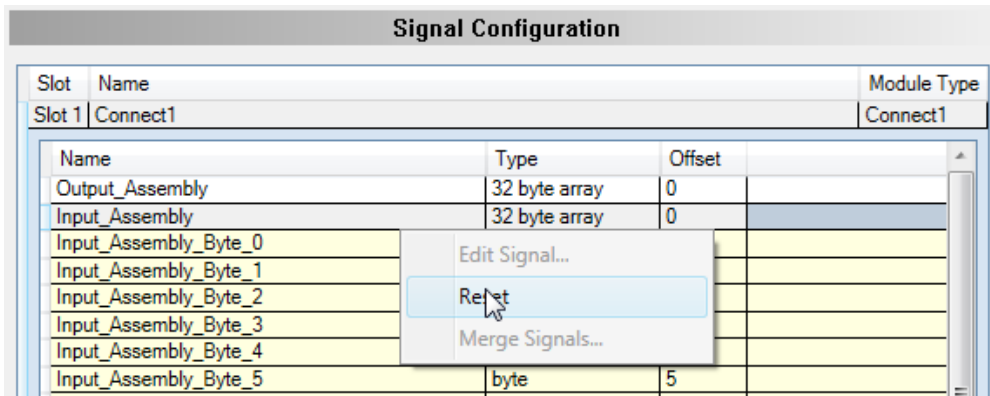 Signal Configuration
Slot Name Module Type
Slot 1 Connect1 Connect1
Name Type Offset
Output_Assembly 32 byte array 0
Input_Assembly 32 byte array 0
Input_Assembly_Byte_0
Input_Assembly_Byte_1
Input_Assembly_Byte_2
Input_Assembly_Byte_3
Input_Assembly_Byte_4
Input_Assembly_Byte_5 byte 5
Edit Signal...
Reset
Merge Signals...